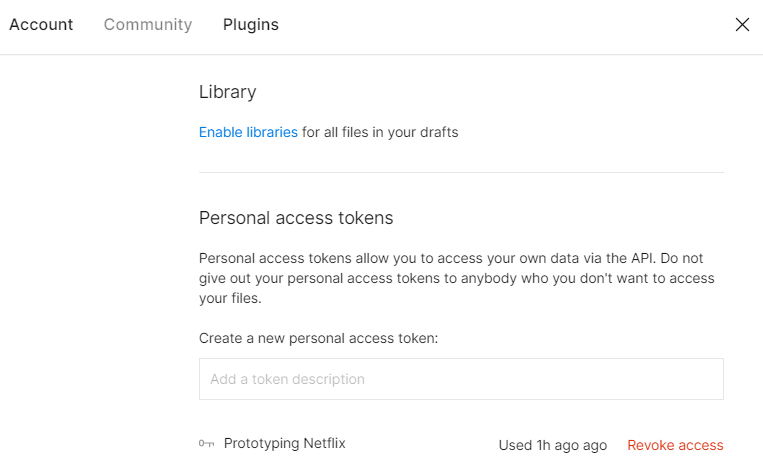 Account Community Plugins
Library
Enable libraries for all files in your drafts
Personal access tokens
Personal access tokens allow you to access your own data via the API. Do not
give out your personal access tokens to anybody who you don't want to access
your files.
Create a new personal access token:
Add a token description
Prototyping Netflix Used 1h ago ago Revoke access